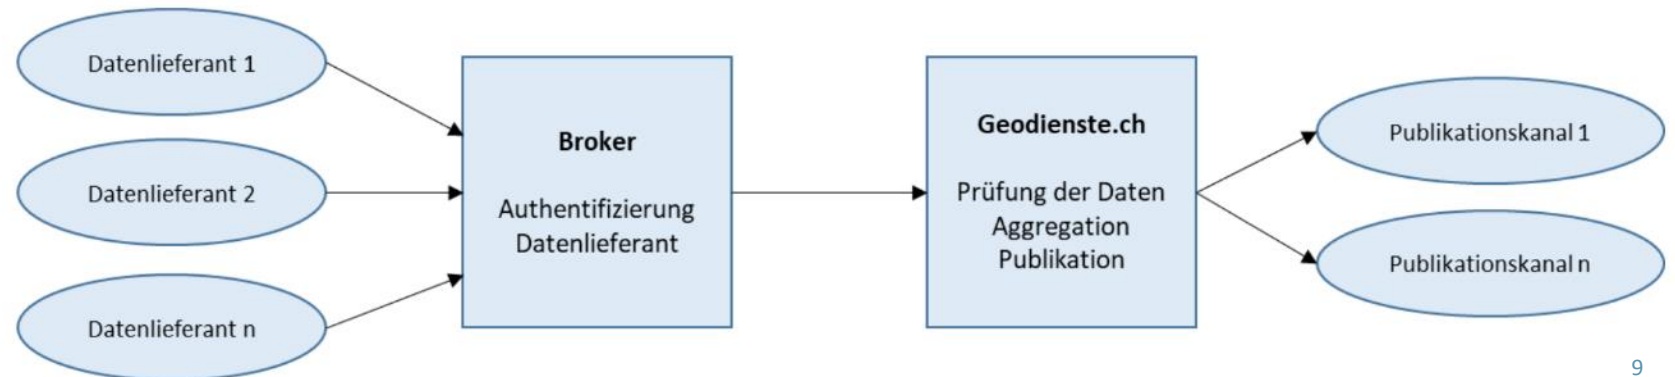 Datenlieferant 1
Datenlieferant 2
Datenlieferant n
Broker
Authentifizierung
Datenlieferant
Geodienste.ch
Prüfung der Daten
Aggregation
Publikation
Publikationskanal 1
Publikationskanal n
9